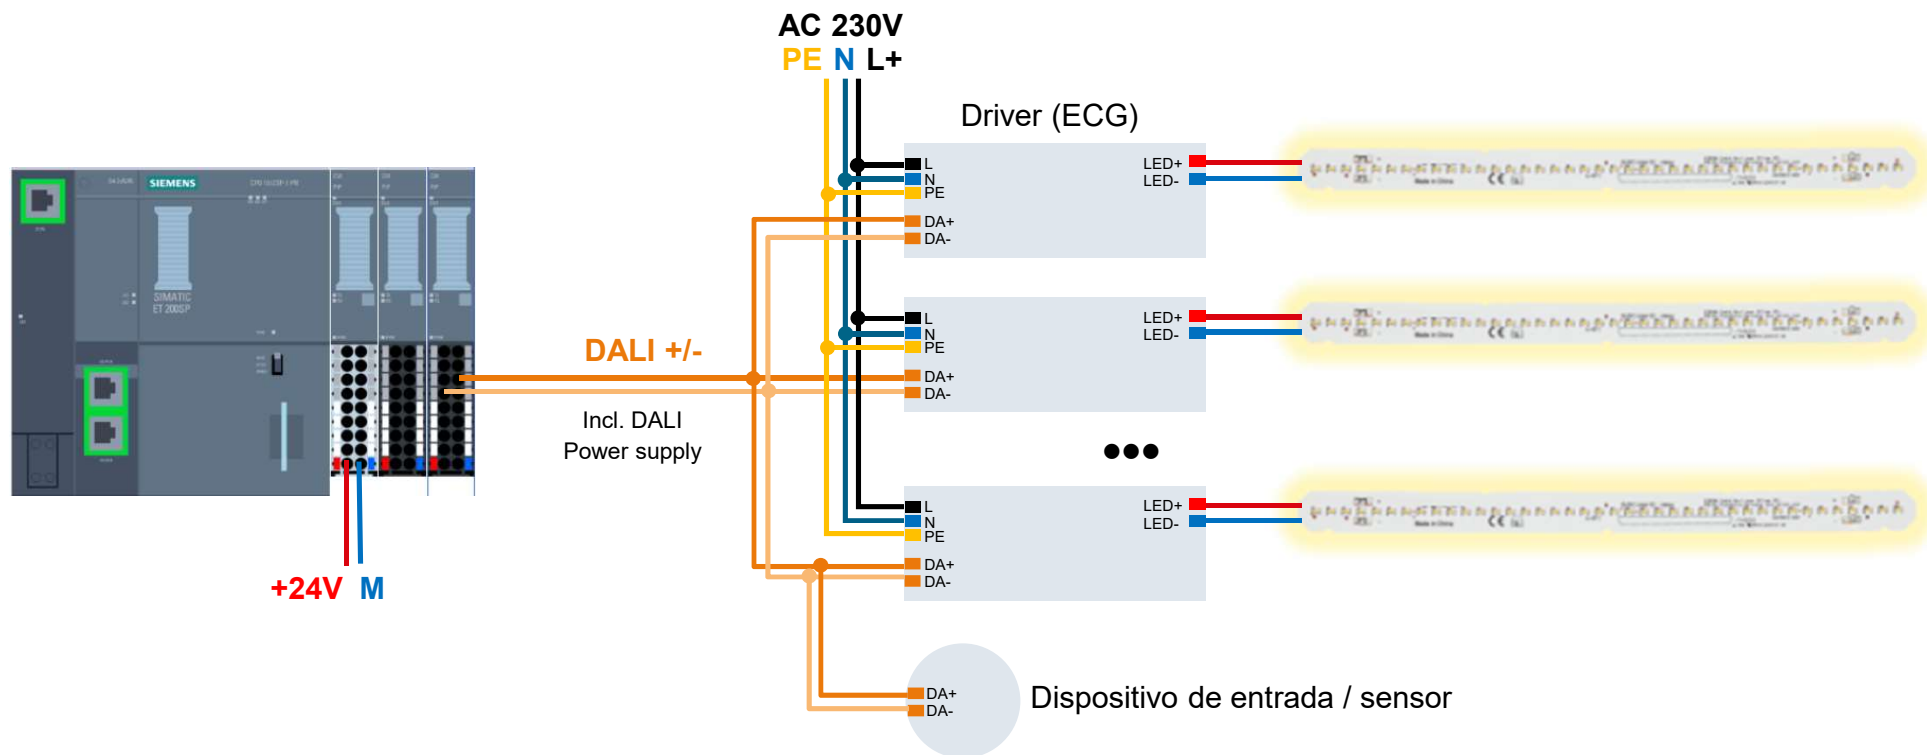 AC 230V
PE N L+
Driver (ECG)
L
N
PE
DA+
DA-
LED+
LED-
SIEMENS
SIMATIC
ET 200SP
DALI +/-
Incl. DALI
Power supply
L
N
PE
DA+
DA-
LED+
LED-
L
N
PE
DA+
DA-
LED+
LED-
+24V M
DA+
DA-
Dispositivo de entrada / sensor